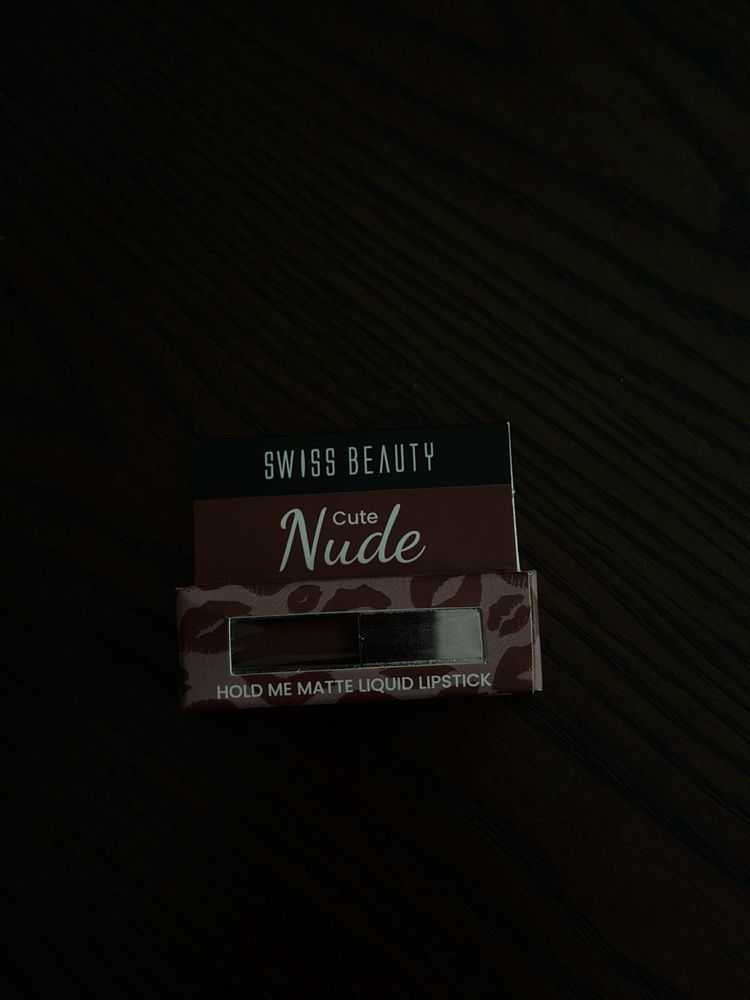 SWISS BEAUTY
Cute
Nude
HOLD ME MATTE LIQUID LIPSTICK